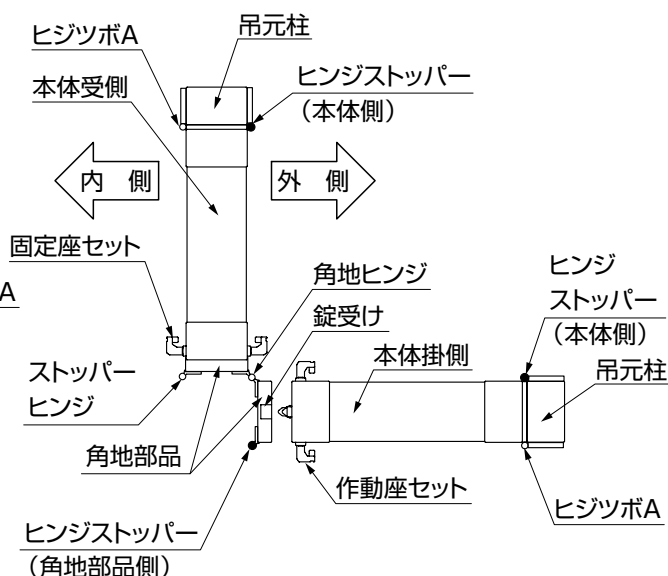 吊元柱
ヒジツボA
本体受側
ヒンジストッパー
（本体側）
内　側
外　側
固定座セット
A
角地ヒンジ
錠受け
ヒンジ
ストッパー
（本体側）
本体掛側
吊元柱
ストッパー
ヒンジ
角地部品
作動座セット
ヒジツボA
ヒンジストッパー
（角地部品側）